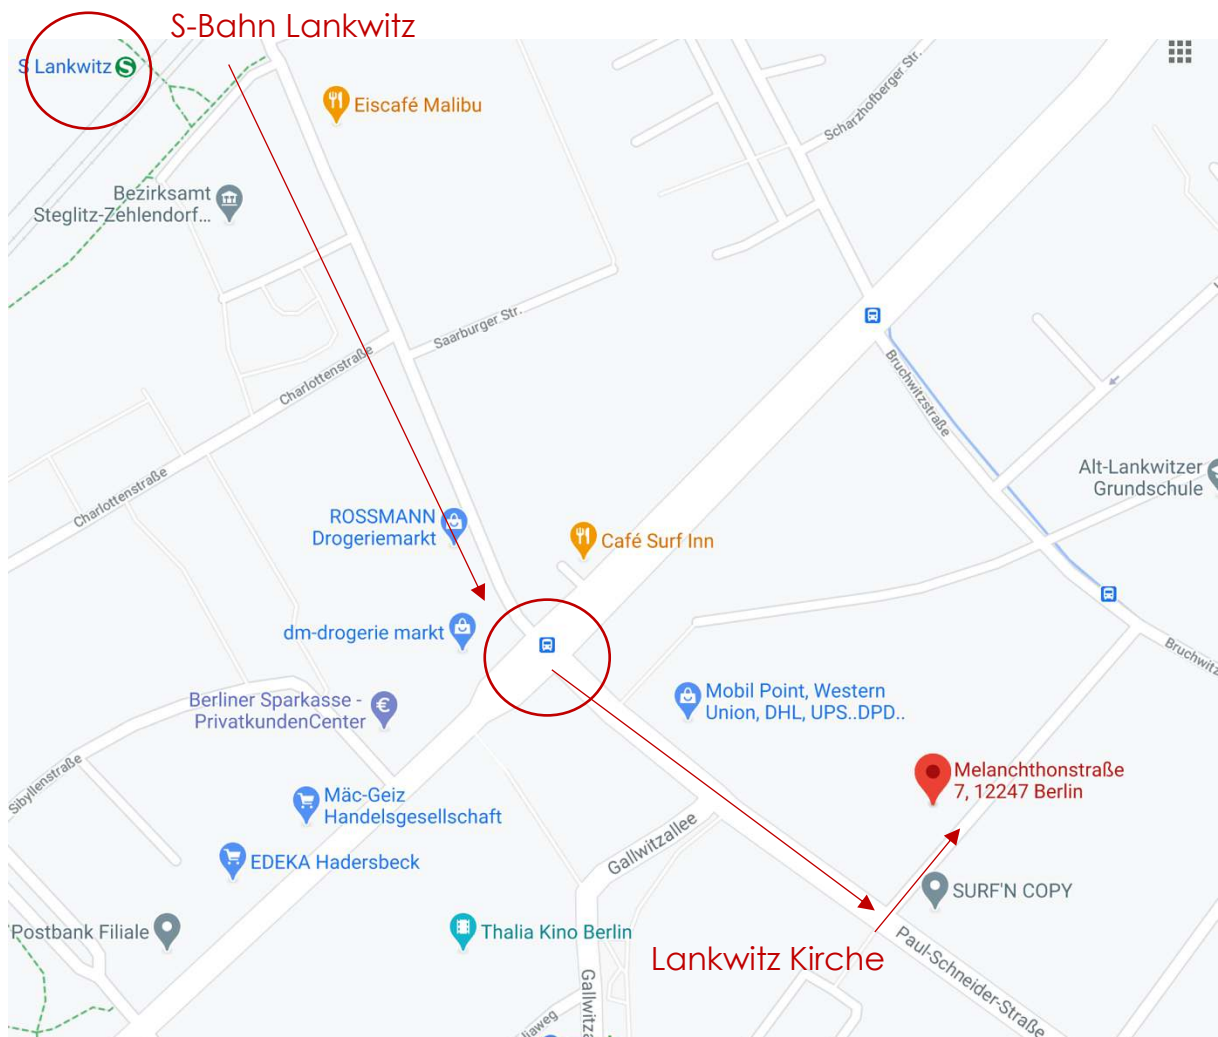 S-Bahn Lankwitz
S Lankwitz
S
Eiscafé Malibu
Scharzhofberger Str.
Bezirksamt
Steglitz-Zehlendorf...
Saarburger Str.
Charlottenstraße
Bruchwitzstraße
Charlottenstraße
Alt-Lankwitzer
Grundschule
ROSSMANN
Drogeriemarkt
Café Surf Inn
dm-drogerie markt
Bruchwitz
Berliner Sparkasse -
PrivatkundenCenter
€
Mobil Point, Western
Union, DHL, UPS..DPD..
Sibyllenstraße
Melanchthonstraße
7, 12247 Berlin
Mäc-Geiz
Handelsgesellschaft
Gallwitzallee
EDEKA Hadersbeck
SURF'N COPY
Postbank Filiale
Thalia Kino Berlin
Lankwitz Kirche
Paul-Schneider-Straße
Gallwitza